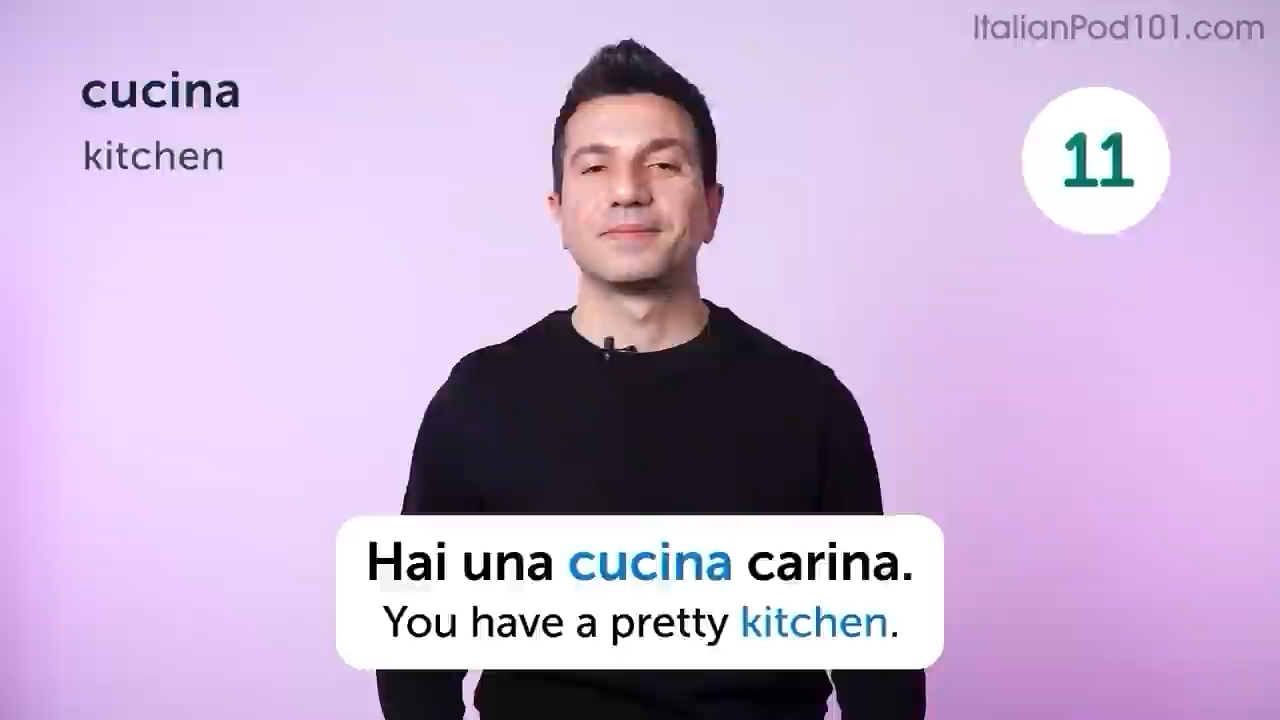 ItalianPod101.com
cucina
kitchen
11
Hai una cucina carina.
You have a pretty kitchen.